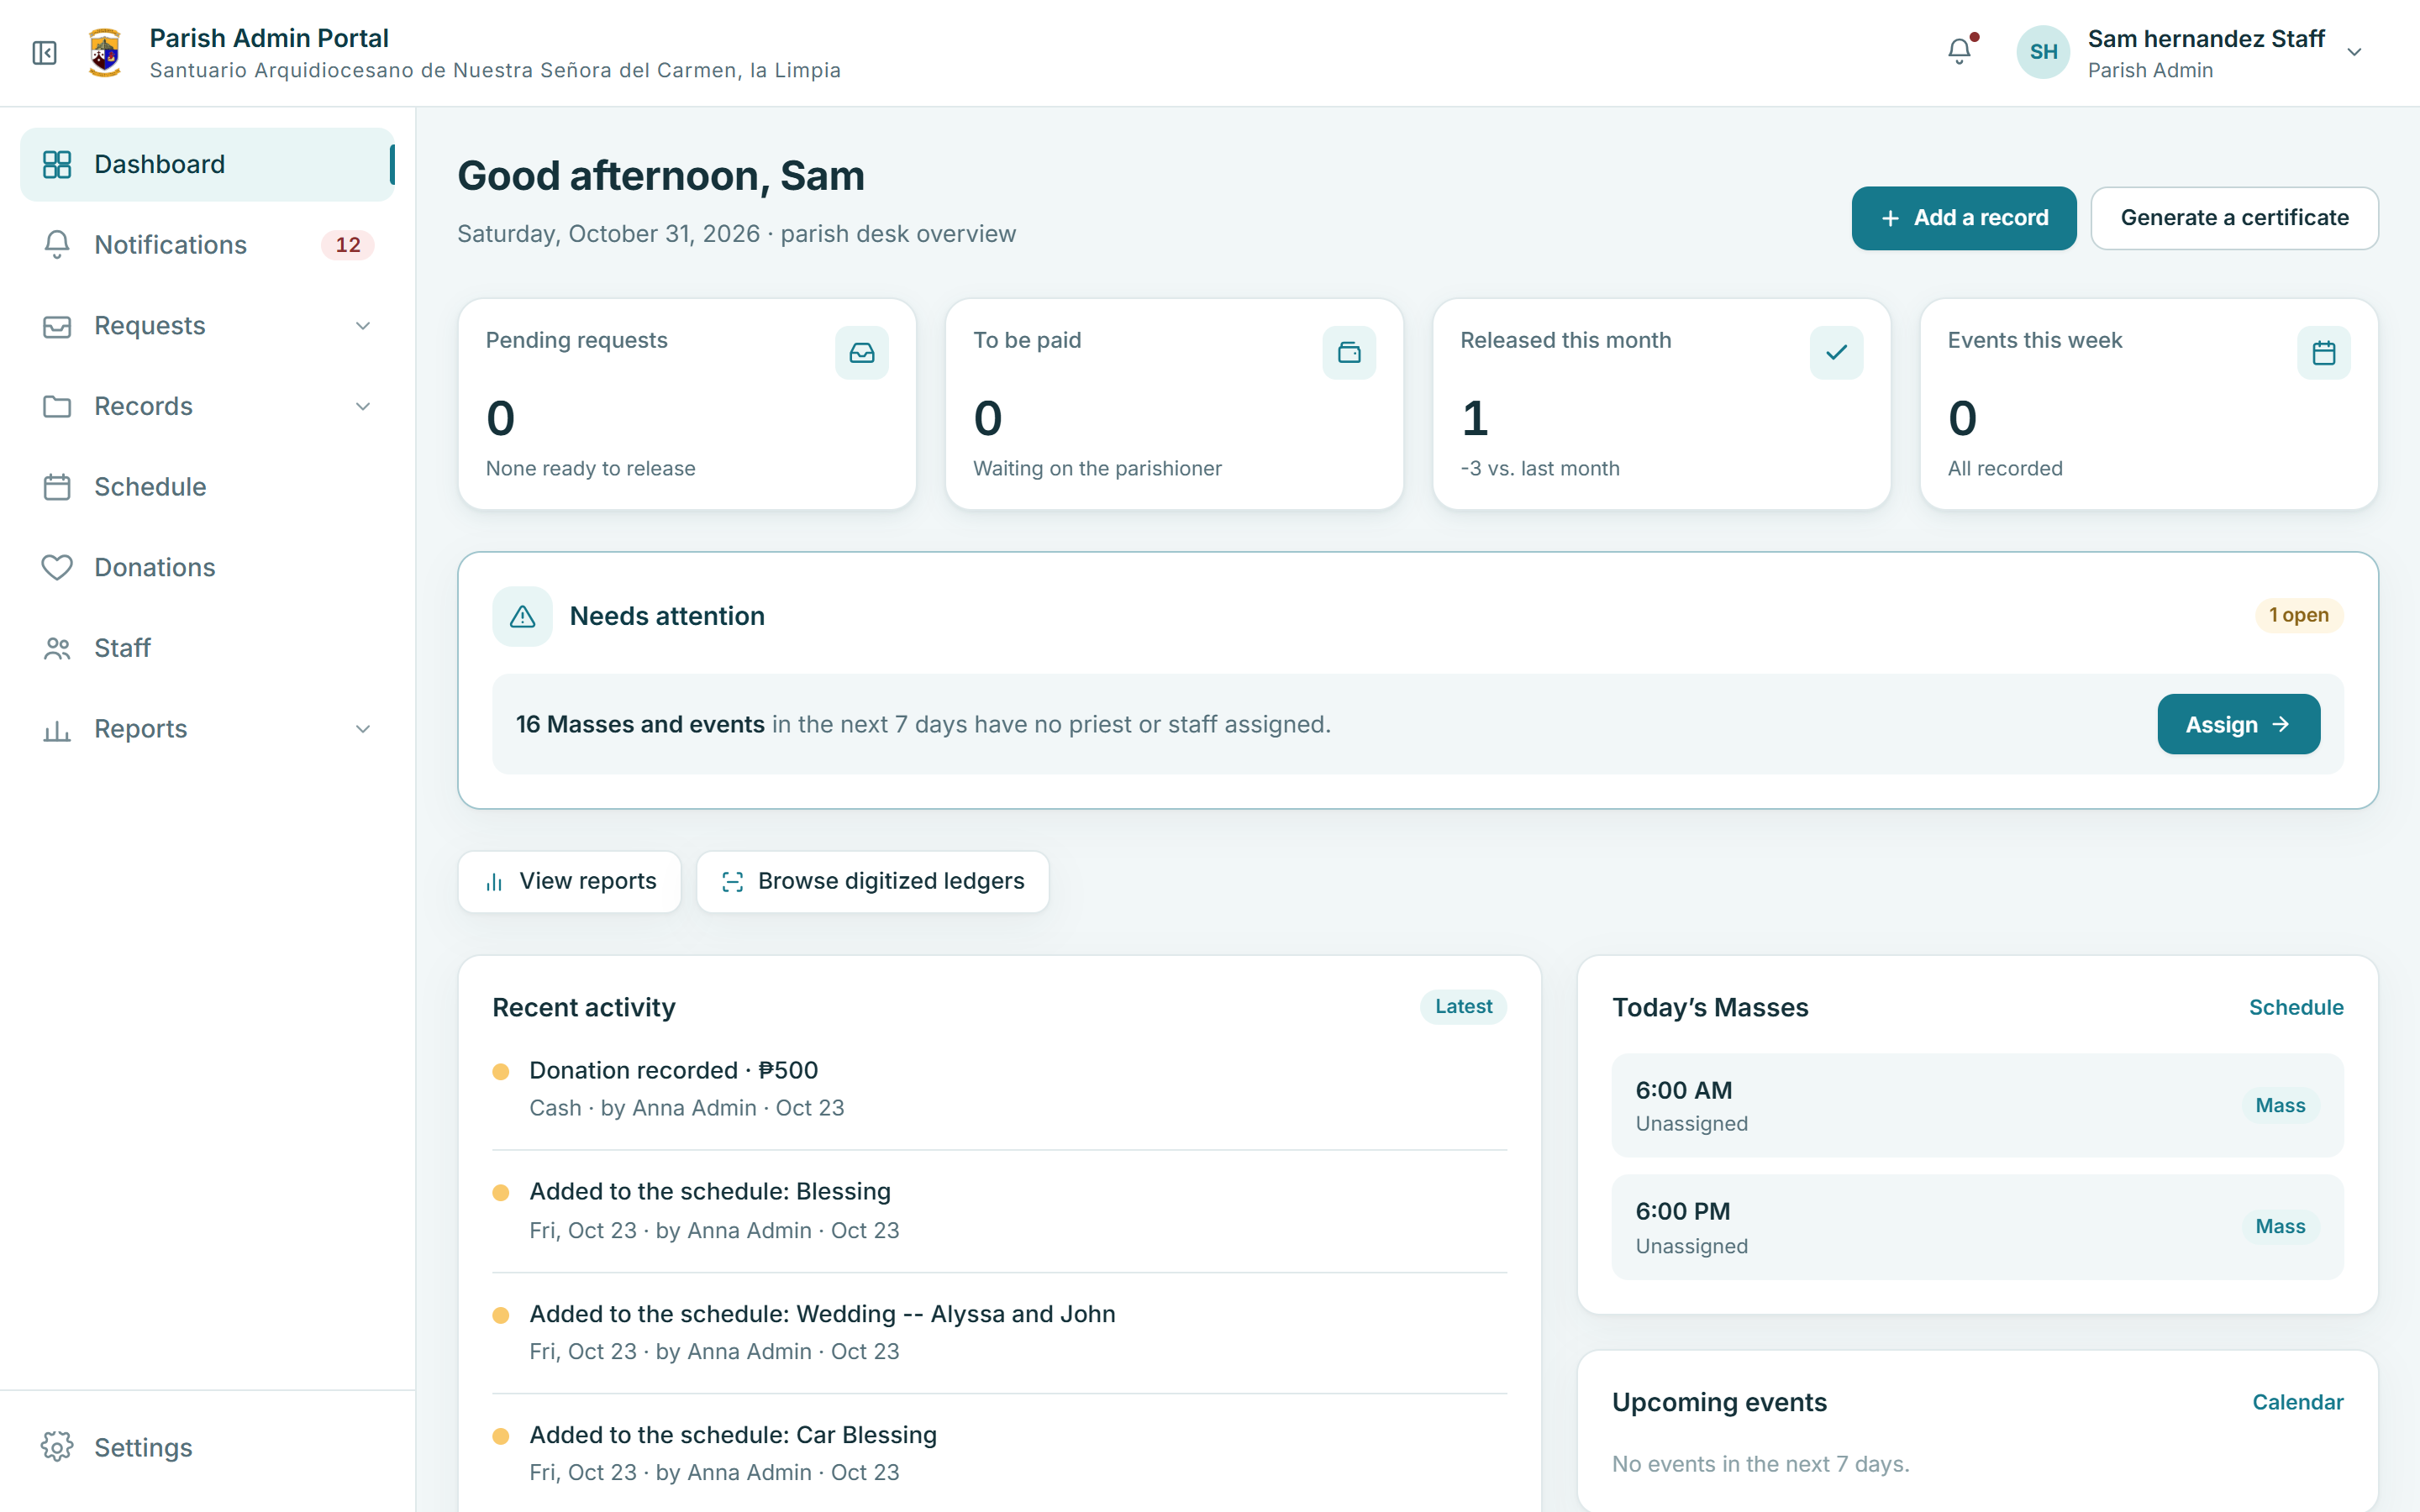 Parish Admin Portal
Santuario Arquidiocesano de Nuestra Señora del Carmen, la Limpia
SH
Sam hernandez Staff
Parish Admin
Dashboard
Notifications
12
Requests
Records
Schedule
Donations
Staff
Reports
Settings
Good afternoon, Sam
Saturday, October 31, 2026 · parish desk overview
+ Add a record
Generate a certificate
Pending requests
0
None ready to release
To be paid
0
Waiting on the parishioner
Released this month
1
-3 vs. last month
Events this week
0
All recorded
Needs attention
1 open
16 Masses and events in the next 7 days have no priest or staff assigned.
Assign →
View reports
Browse digitized ledgers
Recent activity
Latest
Donation recorded · ₱500
Cash · by Anna Admin · Oct 23
Added to the schedule: Blessing
Fri, Oct 23 · by Anna Admin · Oct 23
Added to the schedule: Wedding -- Alyssa and John
Fri, Oct 23 · by Anna Admin · Oct 23
Added to the schedule: Car Blessing
Fri, Oct 23 · by Anna Admin · Oct 23
Today’s Masses
Schedule
6:00 AM
Unassigned
Mass
6:00 PM
Unassigned
Mass
Upcoming events
Calendar
No events in the next 7 days.